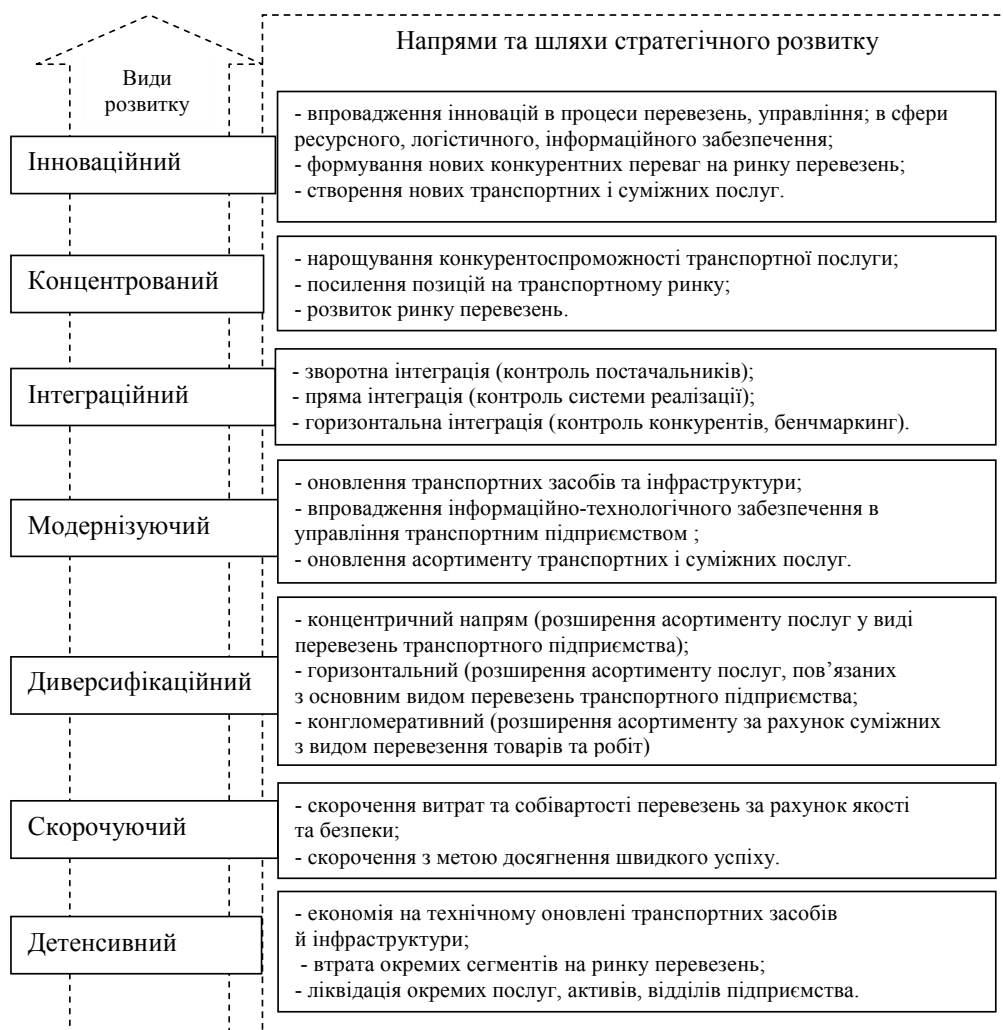 Напрями та шляхи стратегічного розвитку
Види
розвитку
Інноваційний
- впровадження інновацій в процеси перевезень, управління; в сфери
ресурсного, логістичного, інформаційного забезпечення;
- формування нових конкурентних переваг на ринку перевезень;
- створення нових транспортних і суміжних послуг.
Концентрований
- нарощування конкурентоспроможності транспортної послуги;
- посилення позицій на транспортному ринку;
- розвиток ринку перевезень.
Інтеграційний
- зворотна інтеграція (контроль постачальників);
- пряма інтеграція (контроль системи реалізації);
- горизонтальна інтеграція (контроль конкурентів, бенчмаркинг).
Модернізуючий
- оновлення транспортних засобів та інфраструктури;
- впровадження інформаційно-технологічного забезпечення в
управління транспортним підприємством ;
- оновлення асортименту транспортних і суміжних послуг.
Диверсифікаційний
- концентричний напрям (розширення асортименту послуг у виді
перевезень транспортного підприємства);
- горизонтальний (розширення асортименту послуг, пов’язаних
з основним видом перевезень транспортного підприємства;
- конгломеративний (розширення асортименту за рахунок суміжних
з видом перевезення товарів та робіт)
Скорочуючий
- скорочення витрат та собівартості перевезень за рахунок якості
та безпеки;
- скорочення з метою досягнення швидкого успіху.
Детенсивний
- економія на технічному оновлені транспортних засобів
й інфраструктури;
- втрата окремих сегментів на ринку перевезень;
- ліквідація окремих послуг, активів, відділів підприємства.